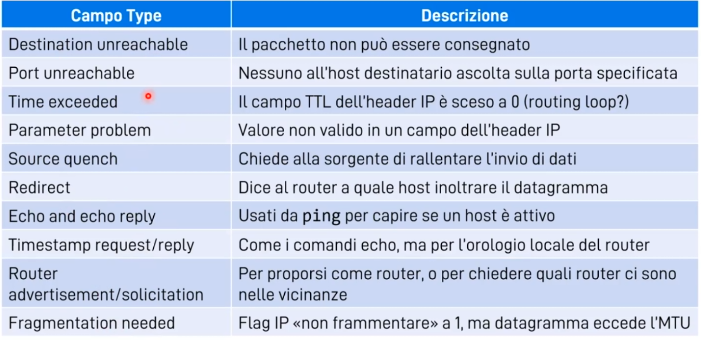 Campo Type Descrizione
Destination unreachable Il pacchetto non può essere consegnato
Port unreachable Nessuno all'host destinatario ascolta sulla porta specificata
Time exceeded Il campo TTL dell'header IP è sceso a 0 (routing loop?)
Parameter problem Valore non valido in un campo dell'header IP
Source quench Chiede alla sorgente di rallentare l'invio di dati
Redirect Dice al router a quale host inoltrare il datagramma
Echo and echo reply Usati da ping per capire se un host è attivo
Timestamp request/reply Come i comandi echo, ma per l'orologio locale del router
Router
advertisement/solicitation
Per proporsi come router, o per chiedere quali router ci sono
nelle vicinanze
Fragmentation needed Flag IP «non frammentare» a 1, ma datagramma eccede l'MTU